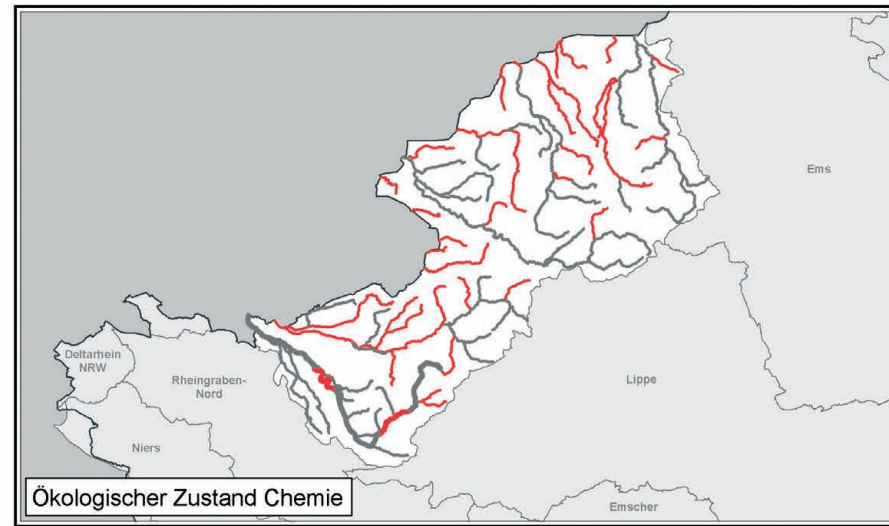 Ems
Deltarhein
NRW
Rheingraben-
Nord
Lippe
Niers
Ökologischer Zustand Chemie
Emscher